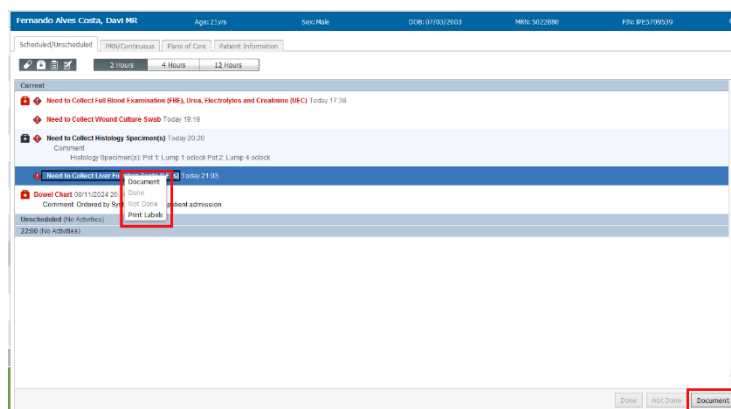 Fernando Alves Costa, Davi MR Age: 21yrs Sex: Male DOB: 07/03/2003 MRN: 5022880 FIN: IPE5709539
Scheduled/Unscheduled PRN/Continuous Plans of Care Patient Information
2 Hours 4 Hours 12 Hours
Current
Need to Collect Full Blood Examination (FBE), Urea, Electrolytes and Creatinine (UEC) Today 17:38
Need to Collect Wound Culture Swab Today 19:19
Need to Collect Histology Specimen(s) Today 20:20
Comment
Histology Specimen(s): Pot 1: Lump 1 oclock Pot 2: Lump 4 oclock
Need to Collect Liver Today 21:03
Document
Bowel Chart 08/11/2024 Done
Comment: Ordered by Not Done admission
Print Labels
Unscheduled (No Activities)
22:00 (No Activities)
Done Not Done Document